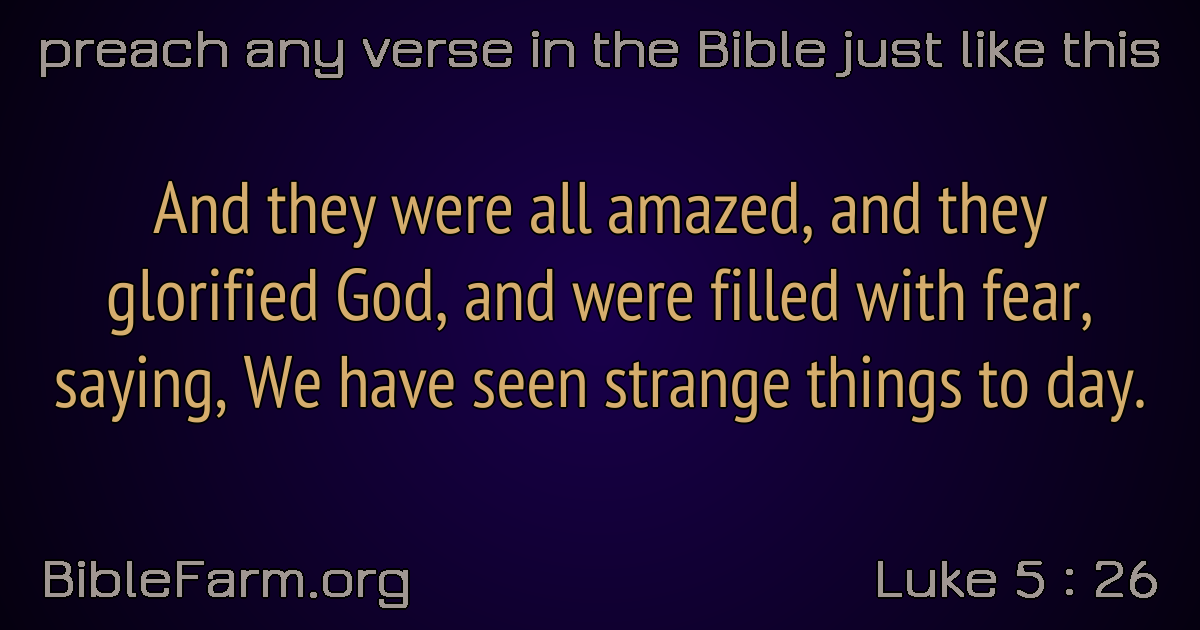 preach any verse in the Bible just like this
And they were all amazed, and they
glorified God, and were filled with fear,
saying, We have seen strange things to day.
BibleFarm.org
Luke 5 : 26